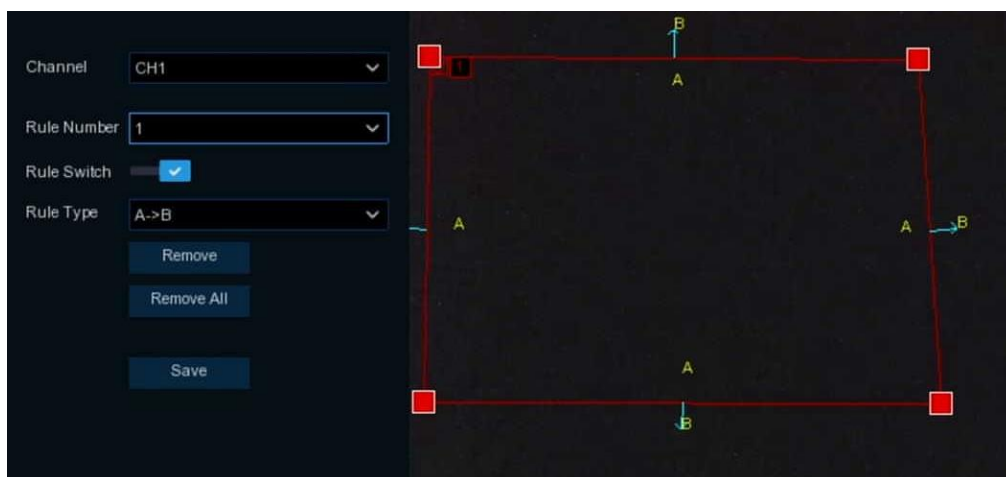 Channel
CH1
Rule Number
1
Rule Switch
Rule Type
A->B
Remove
Remove All
Save
B
A
1
A
A
B
A
B